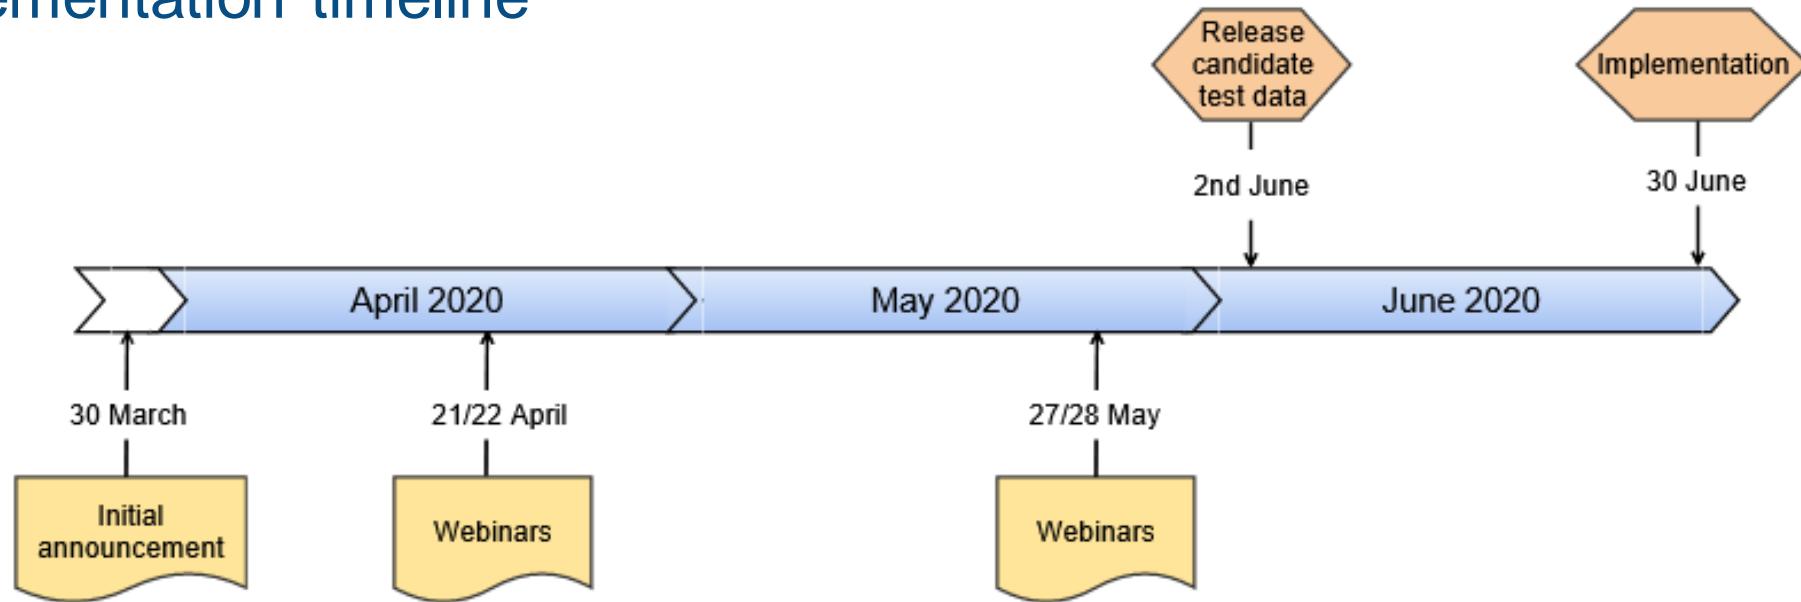 ementation timeline
Release
candidate
test data
Implementation
2nd June
30 June
April 2020
May 2020
June 2020
30 March
21/22 April
27/28 May
Initial
announcement
Webinars
Webinars